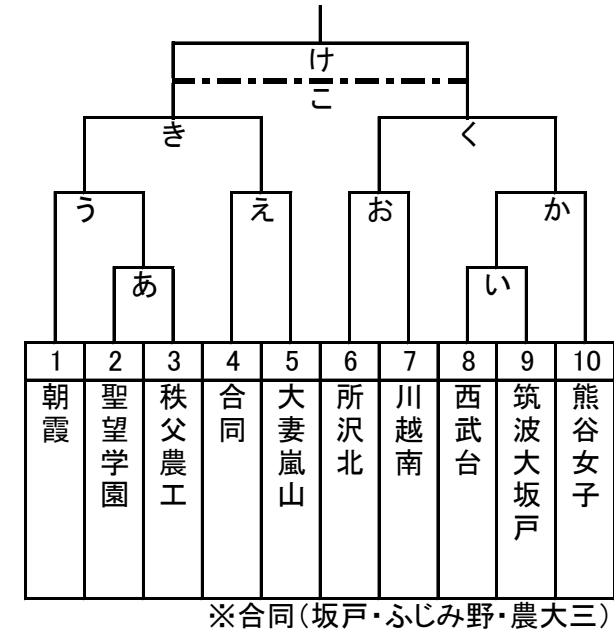 け
こ
き く
う え お か
あ い
1 2 3 4 5 6 7 8 9 10
朝霞
聖望学園
秩父農工
合同
大妻嵐山
所沢北
川越南
西武台
筑波大坂戸
熊谷女子
※合同(坂戸・ふじみ野・農大三)